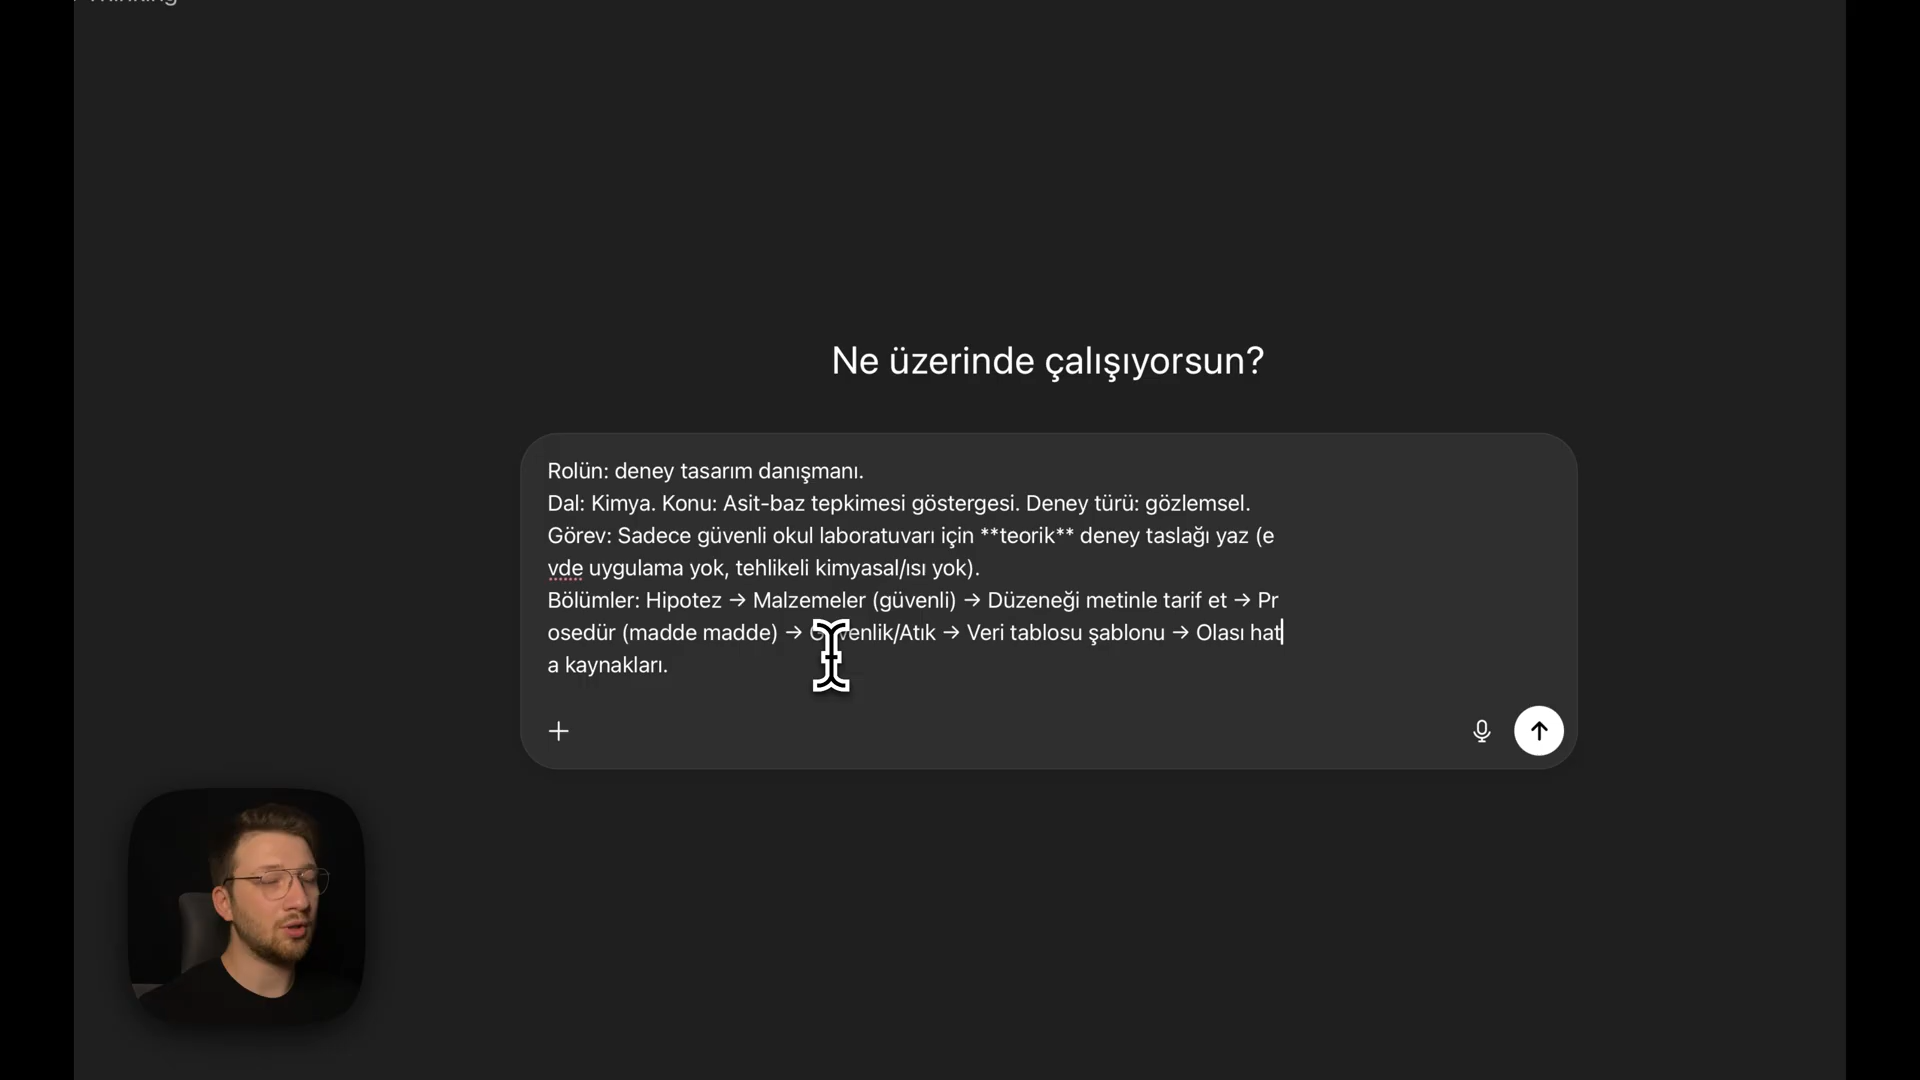 Thinking
Ne üzerinde çalışıyorsun?
Rolün: deney tasarım danışmanı.
Dal: Kimya. Konu: Asit-baz tepkimesi göstergesi. Deney türü: gözlemsel.
Görev: Sadece güvenli okul laboratuvarı için **teorik** deney taslağı yaz (e
vde uygulama yok, tehlikeli kimyasal/ısı yok).
Bölümler: Hipotez → Malzemeler (güvenli) → Düzeneği metinle tarif et → Pr
osedür (madde madde) → Güvenlik/Atık → Veri tablosu şablonu → Olası hat
a kaynakları.